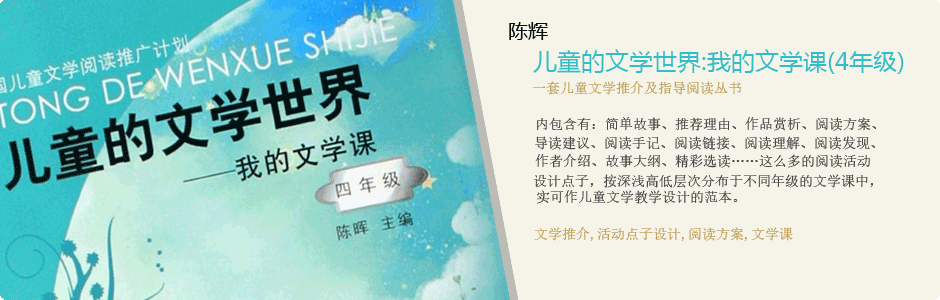 国儿童文学阅读推广计划
TONG DE WENXUE SHIJIE
儿童的文学世界
——我的文学课
四年级
陈晖 主编
陈辉
儿童的文学世界:我的文学课(4年级)
一套儿童文学推介及指导阅读丛书
内包含有：简单故事、推荐理由、作品赏析、阅读方案、
导读建议、阅读手记、阅读链接、阅读理解、阅读发现、
作者介绍、故事大纲、精彩选读……这么多的阅读活动
设计点子，按深浅高低层次分布于不同年级的文学课中，
实可作儿童文学教学设计的范本。
文学推介, 活动点子设计, 阅读方案, 文学课